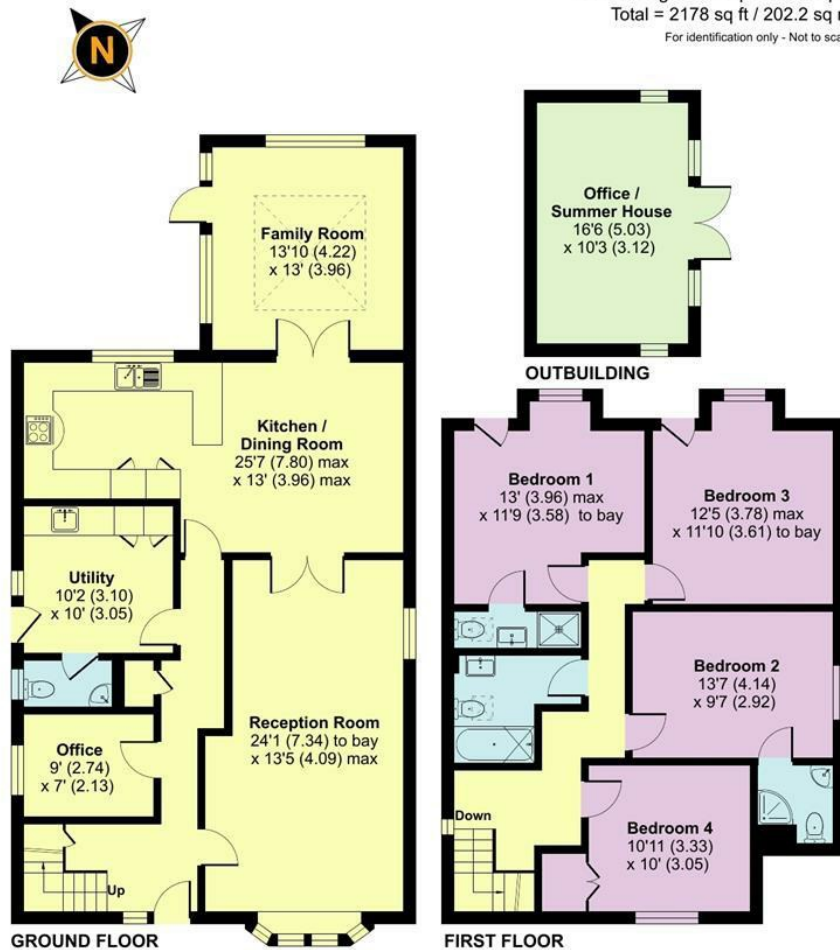 Total = 2178 sq ft / 202.2 sq
For identification only - Not to
N
Family Room
13'10 (4.22)
x 13' (3.96)
Office /
Summer House
16'6 (5.03)
x 10'3 (3.12)
OUTBUILDING
Kitchen /
Dining Room
25'7 (7.80) max
x 13' (3.96) max
Utility
10'2 (3.10)
x 10' (3.05)
Office
9' (2.74)
x 7' (2.13)
Reception Room
24'1 (7.34) to bay
x 13'5 (4.09) max
Up
GROUND FLOOR
Bedroom 1
13' (3.96) max
x 11'9 (3.58) to bay
Bedroom 3
12'5 (3.78) max
x 11'10 (3.61) to bay
Bedroom 2
13'7 (4.14)
x 9'7 (2.92)
Down
Bedroom 4
10'11 (3.33)
x 10' (3.05)
FIRST FLOOR